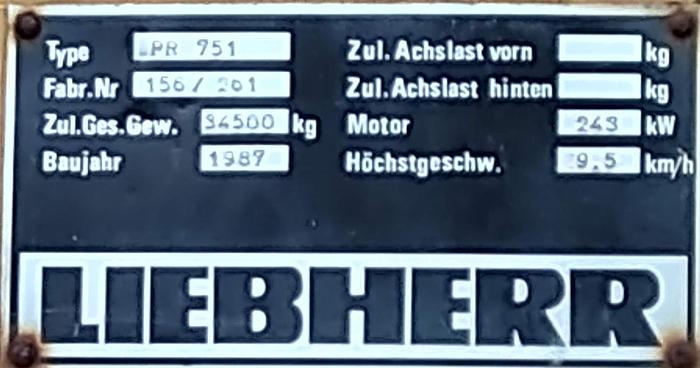 Type PR 751 Zul. Achslast vorn kg
Fabr.Nr 156 / 201 Zul. Achslast hinten kg
Zul.Ges.Gew. 34500 kg Motor 243 kW
Baujahr 1987 Höchstgeschw. 9.5 km/h
LIEBHERR